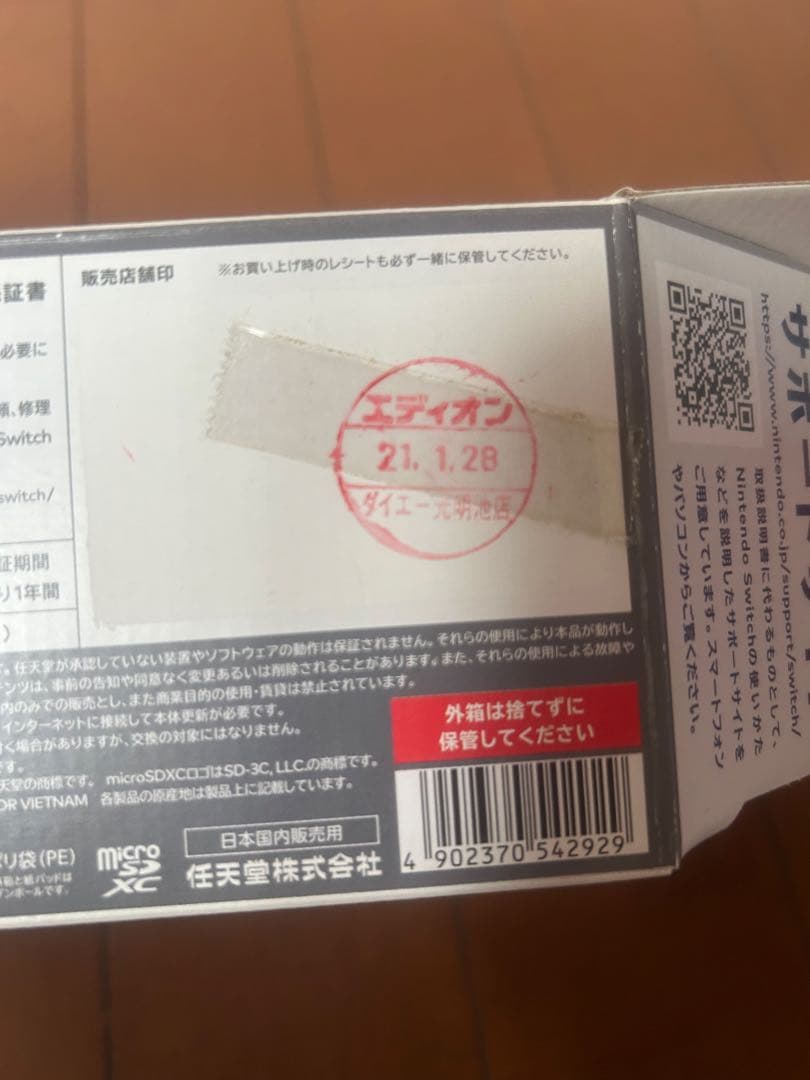 証書
販売店舗印
※お買い上げ時のレシートも必ず一緒に保管してください。
必要に
頼、修理
Switch
switch/
証期間
り1年間
)
エディオン
21. 1. 28
ダイエー光明池店
。任天堂が承認していない装置やソフトウェアの動作は保証されません。それらの使用により本品が動作し
ンツは、事前の告知や同意なく変更あるいは削除されることがあります。また、それらの使用による故障や
内のみでの販売とし、また商業目的の使用・賃貸は禁止されています。
インターネットに接続して本体更新が必要です。
く場合がありますが、交換の対象にはなりません。
です。
天堂の商標です。 microSDXCロゴはSD-3C, LLC.の商標です。
OR VIETNAM 各製品の原産地は製品上に記載しています。
外箱は捨てずに
保管してください
ポリ袋(PE)
micro
SD
XC
日本国内販売用
任天堂株式会社
4 902370 542929
サポート
https://www.nintendo.co.jp/support/switch/
取扱説明書に代わるものとして、
Nintendo Switchの使いかた
などを説明したサポートサイトを
ご用意しています。スマートフォン
やパソコンからご覧ください。